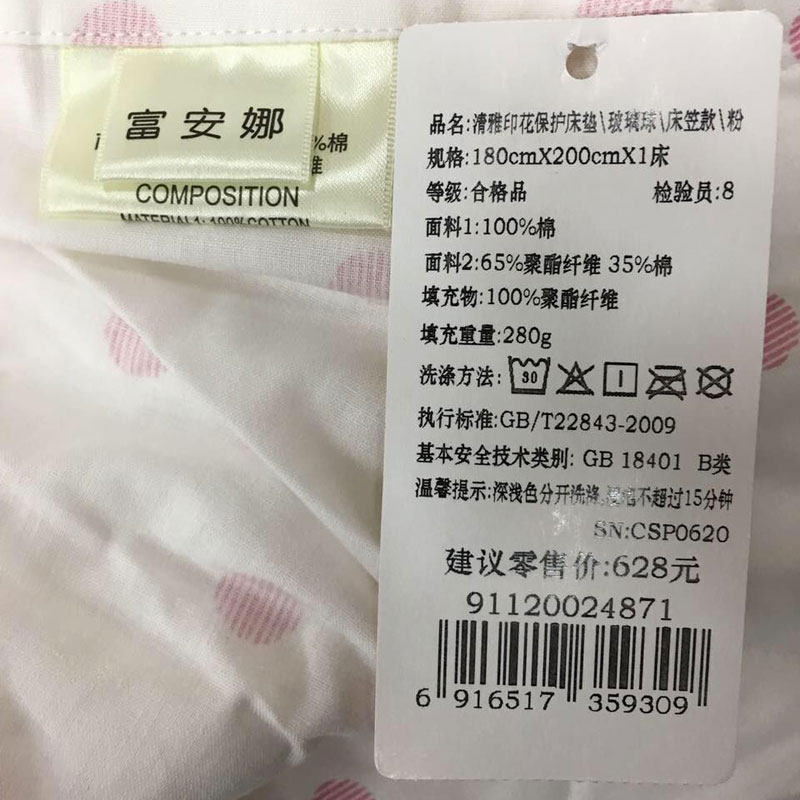 富安娜
%棉
维
COMPOSITION
MATERIAL1: 100%COTTON
品名:清雅印花保护床垫\玻璃球\床笠款\粉
规格:180cmX200cmX1床
等级:合格品 检验员:8
面料1:100%棉
面料2:65%聚酯纤维 35%棉
填充物:100%聚酯纤维
填充重量:280g
洗涤方法:
30
执行标准:GB/T22843-2009
基本安全技术类别: GB 18401 B类
温馨提示:深浅色分开洗涤,浸泡不超过15分钟
SN:CSP0620
建议零售价:628元
91120024871
6 916517 359309